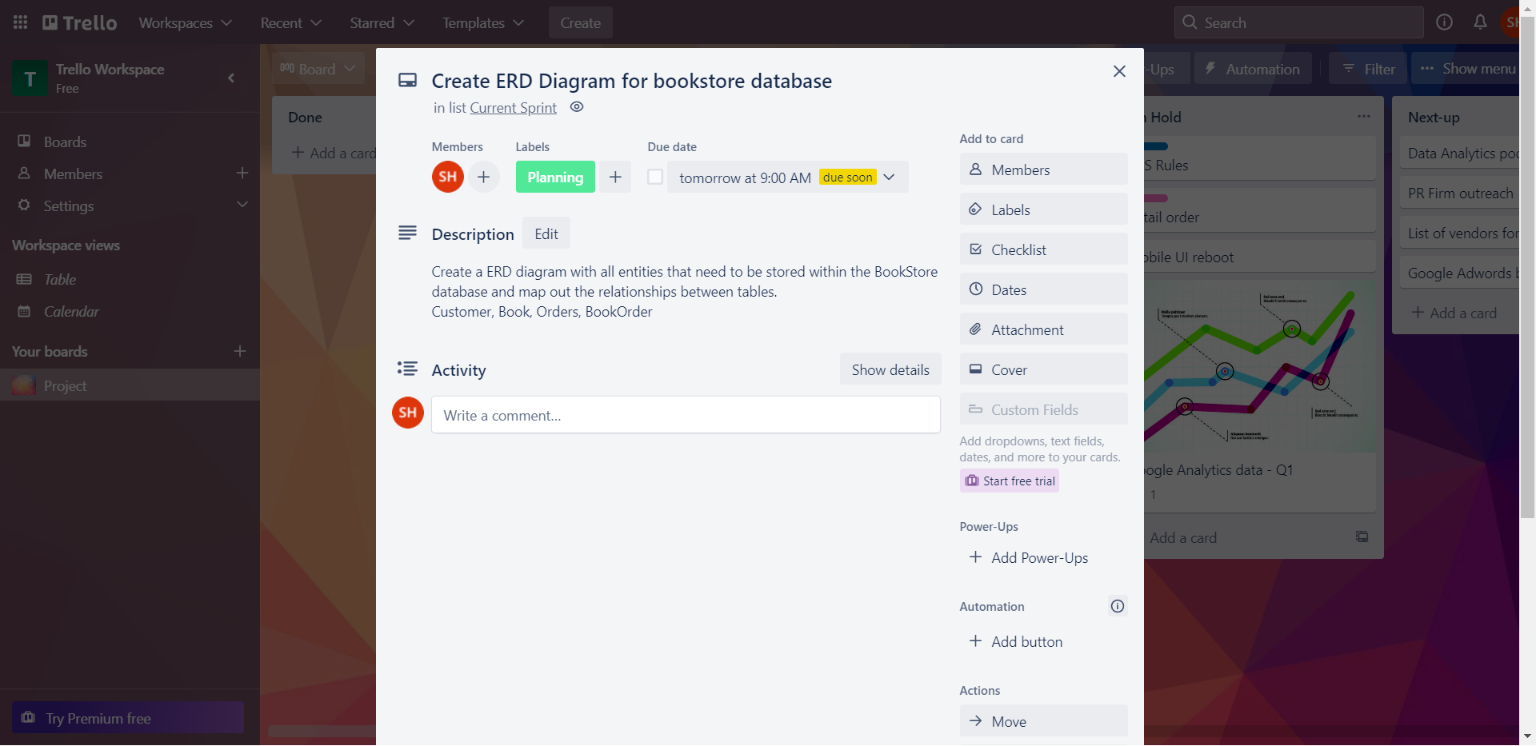 Trello
Workspaces
Recent
Starred
Templates
Create
Search
SH
T
Trello Workspace
Free
Boards
Members
Settings
Workspace views
Table
Calendar
Your boards
Project
Try Premium free
Board
Done
Add a card
Create ERD Diagram for bookstore database
in list Current Sprint
Members
Labels
Due date
SH
Planning
tomorrow at 9:00 AM due soon
Description
Edit
Create a ERD diagram with all entities that need to be stored within the BookStore
database and map out the relationships between tables.
Customer, Book, Orders, BookOrder
Activity
Show details
SH
Write a comment...
Add to card
Members
Labels
Checklist
Dates
Attachment
Cover
Custom Fields
Add dropdowns, text fields,
dates, and more to your cards.
Start free trial
Power-Ups
Add Power-Ups
Automation
Add button
Actions
Move
-Ups
Automation
Filter
Show menu
Hold
Rules
order
UI reboot
Analytics data - Q1
1
Add a card
Next-up
Data Analytics
PR Firm outreach
List of vendors for
Google Adwords
Add a card